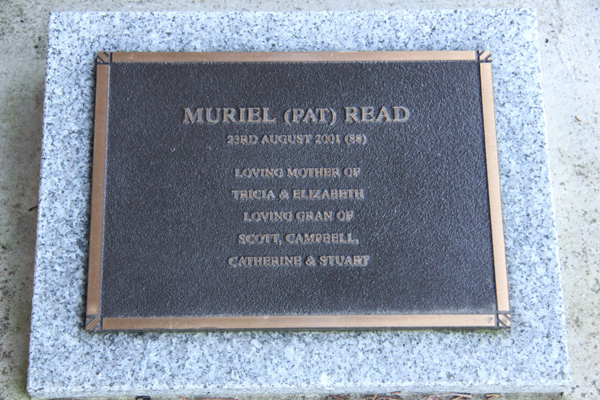 MURIEL (PAT) READ
23RD AUGUST 2001 (88)
LOVING MOTHER OF
TRICIA & ELIZABETH
LOVING GRAN OF
SCOTT, CAMPBELL,
CATHERINE & STUART